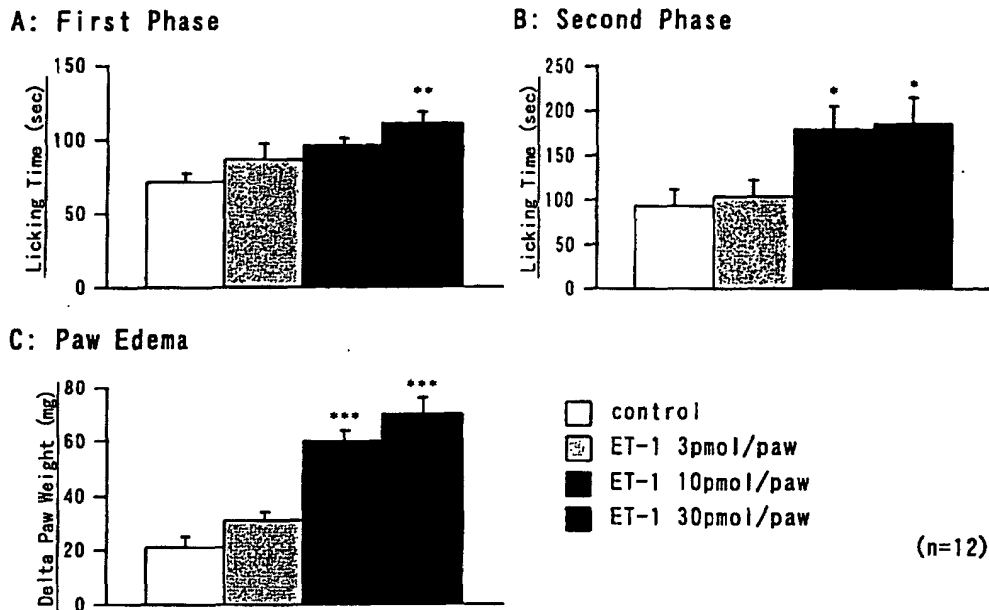 A: First Phase
Licking Time (sec)
150
100
50
0
**
B: Second Phase
Licking Time (sec)
250
200
150
100
50
0
*
*
C: Paw Edema
Delta Paw Weight (mg)
80
60
40
20
0
***
***
control
ET-1 3pmol/paw
ET-1 10pmol/paw
ET-1 30pmol/paw
(n=12)